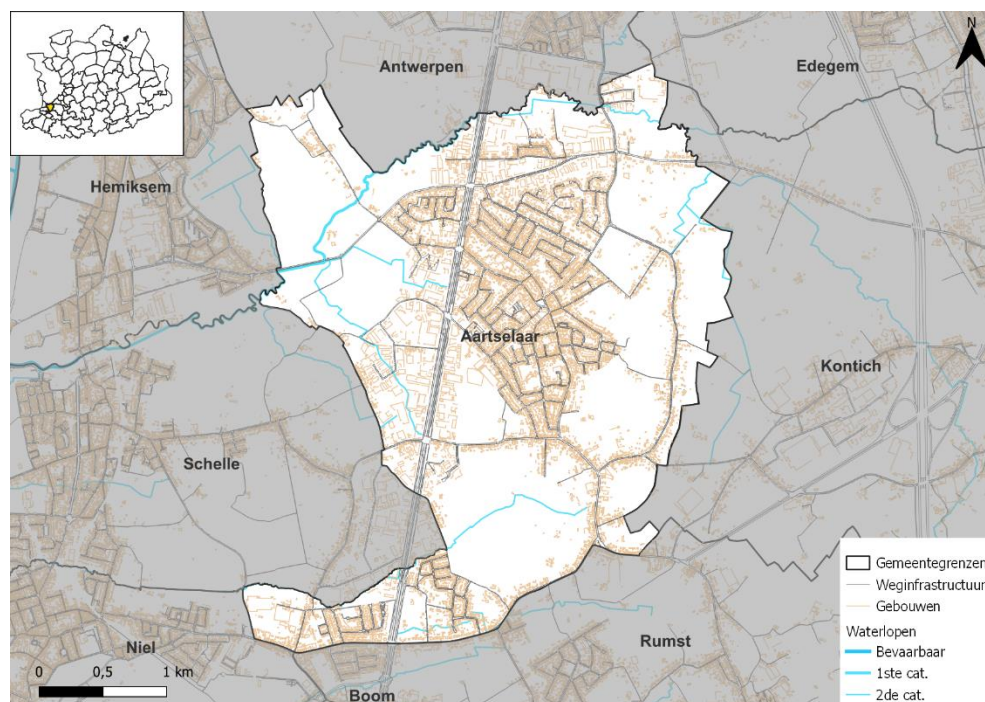 N
Antwerpen
Edegem
Hemiksem
Aartselaar
Kontich
Schelle
Niel
Rumst
Boom
0 0,5 1 km
Gemeentegrenzen
Weginfrastructuur
Gebouwen
Waterlopen
Bevaarbaar
1ste cat.
2de cat.